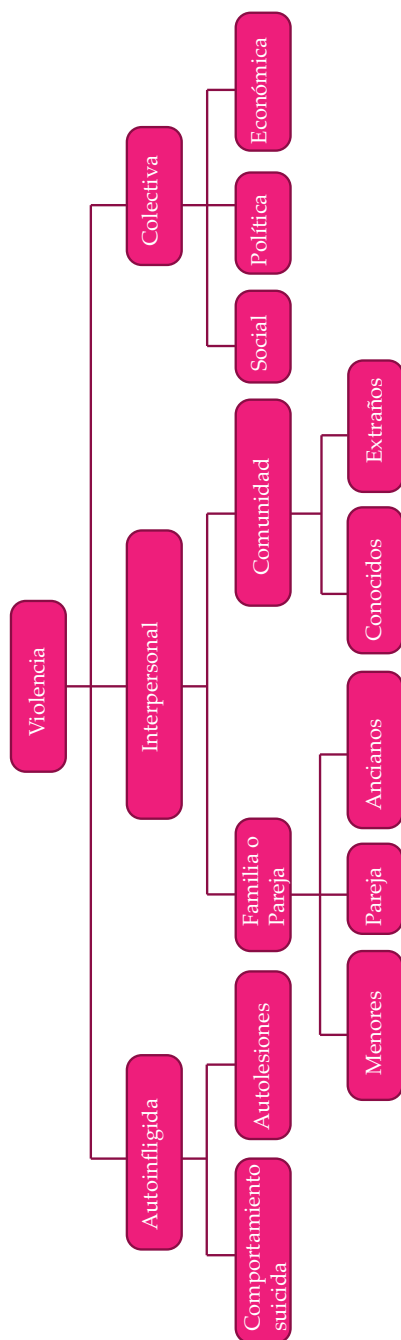 Violencia
Autoinfligida
Interpersonal
Colectiva
Comportamiento
suicida
Autolesiones
Familia o
Pareja
Comunidad
Social
Política
Económica
Menores
Pareja
Ancianos
Conocidos
Extraños